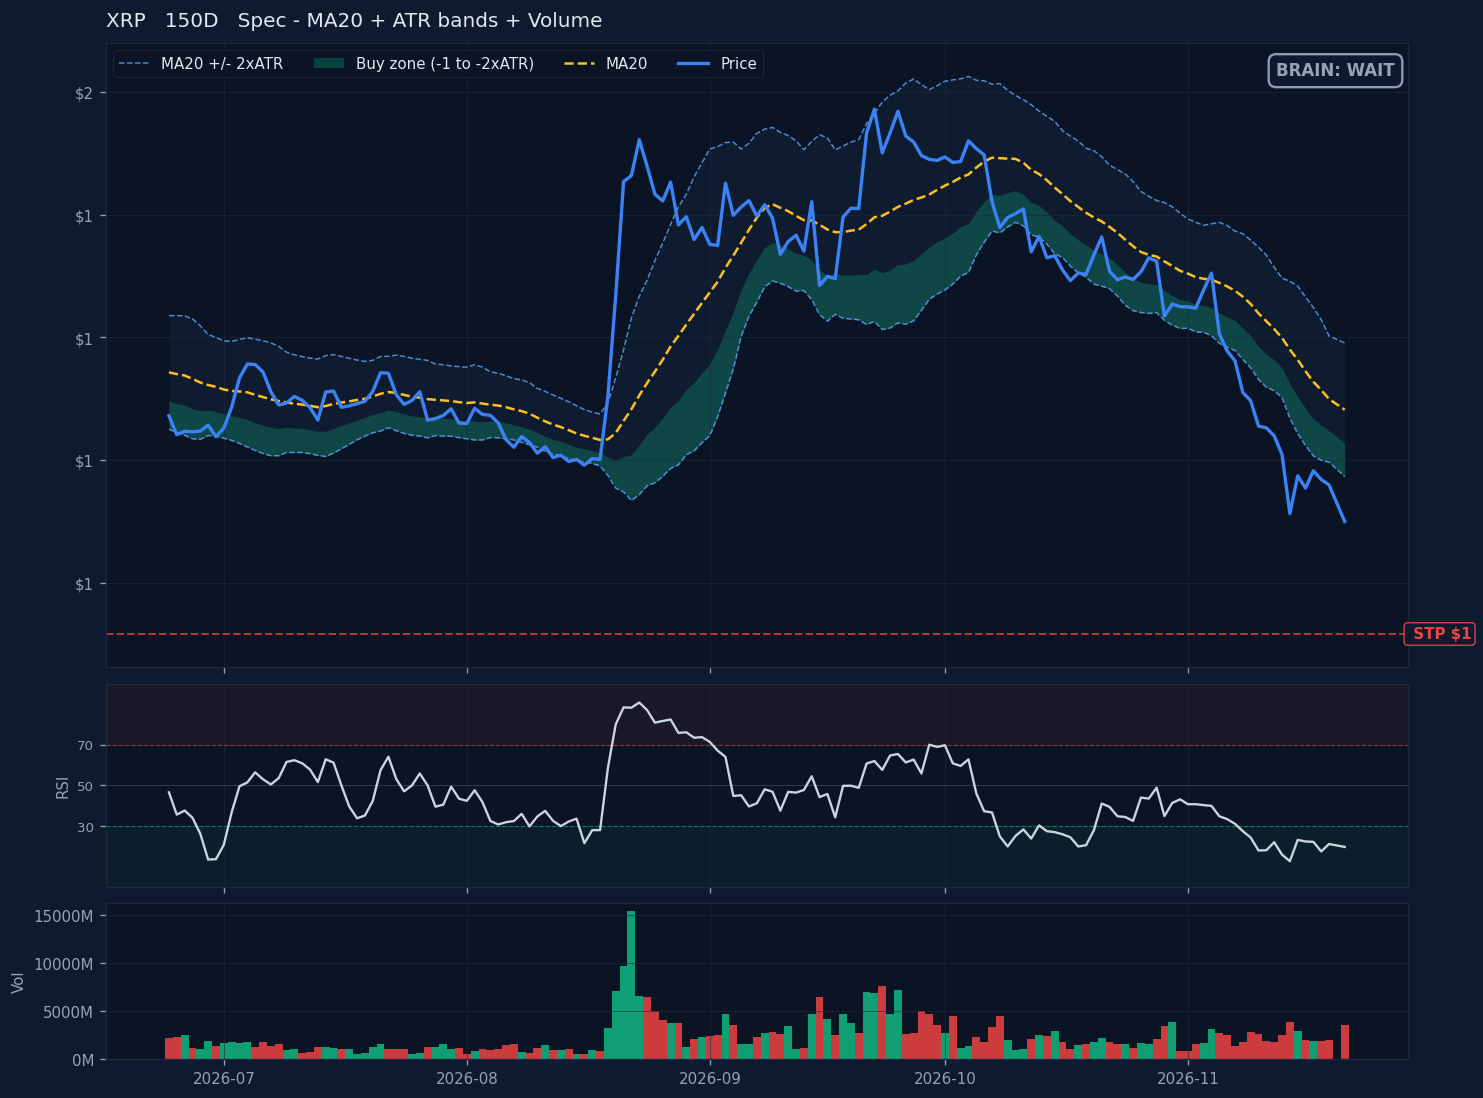 XRP   150D   Spec - MA20 + ATR bands + Volume
MA20 +/- 2xATR   Buy zone (-1 to -2xATR)   MA20   Price
BRAIN: WAIT
$2
$1
$1
$1
$1
STP $1
RSI
70
50
30
Vol
15000M
10000M
5000M
0M
2026-07   2026-08   2026-09   2026-10   2026-11